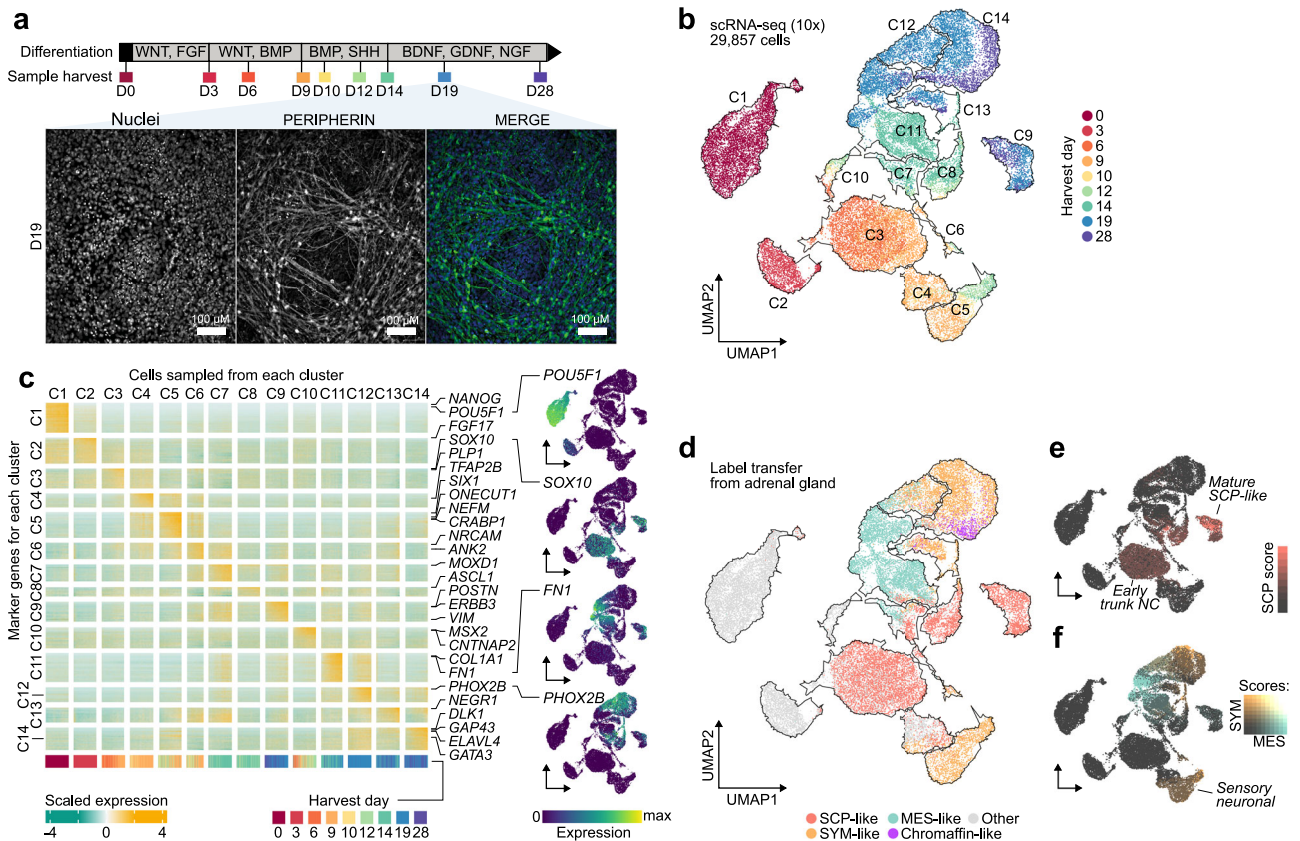 a
Differentiation
WNT, FGF
WNT, BMP
BMP, SHH
BDNF, GDNF, NGF
Sample harvest
D0
D3
D6
D9
D10
D12
D14
D19
D28
Nuclei
PERIPHERIN
MERGE
D19
100 µM
100 µM
100 µM
b
scRNA-seq (10x)
29,857 cells
C12
C14
C1
C13
C9
C11
C10
C7
C8
C3
C6
C2
C4
C5
UMAP2
UMAP1
Harvest day
0
3
6
9
10
12
14
19
28
c
Cells sampled from each cluster
C1 C2 C3 C4 C5 C6 C7 C8 C9 C10 C11 C12 C13 C14
Marker genes for each cluster
C1
C2
C3
C4
C5
C6
C7
C8
C9
C10
C11
C12
C13
C14
NANOG
POU5F1
FGF17
SOX10
PLP1
TFAP2B
SIX1
ONECUT1
NEFM
CRABP1
NRCAM
ANK2
MOXD1
ASCL1
POSTN
ERBB3
VIM
MSX2
CNTNAP2
COL1A1
FN1
PHOX2B
NEGR1
DLK1
GAP43
ELAVL4
GATA3
POU5F1
SOX10
FN1
PHOX2B
Scaled expression
-4 -2 0 2 4
Harvest day
0 3 6 9 10 12 14 19 28
0 max
Expression
d
Label transfer
from adrenal gland
UMAP2
UMAP1
SCP-like
MES-like
Other
SYM-like
Chromaffin-like
e
Mature
SCP-like
Early
trunk NC
SCP score
f
Scores:
SYM
MES
Sensory
neuronal